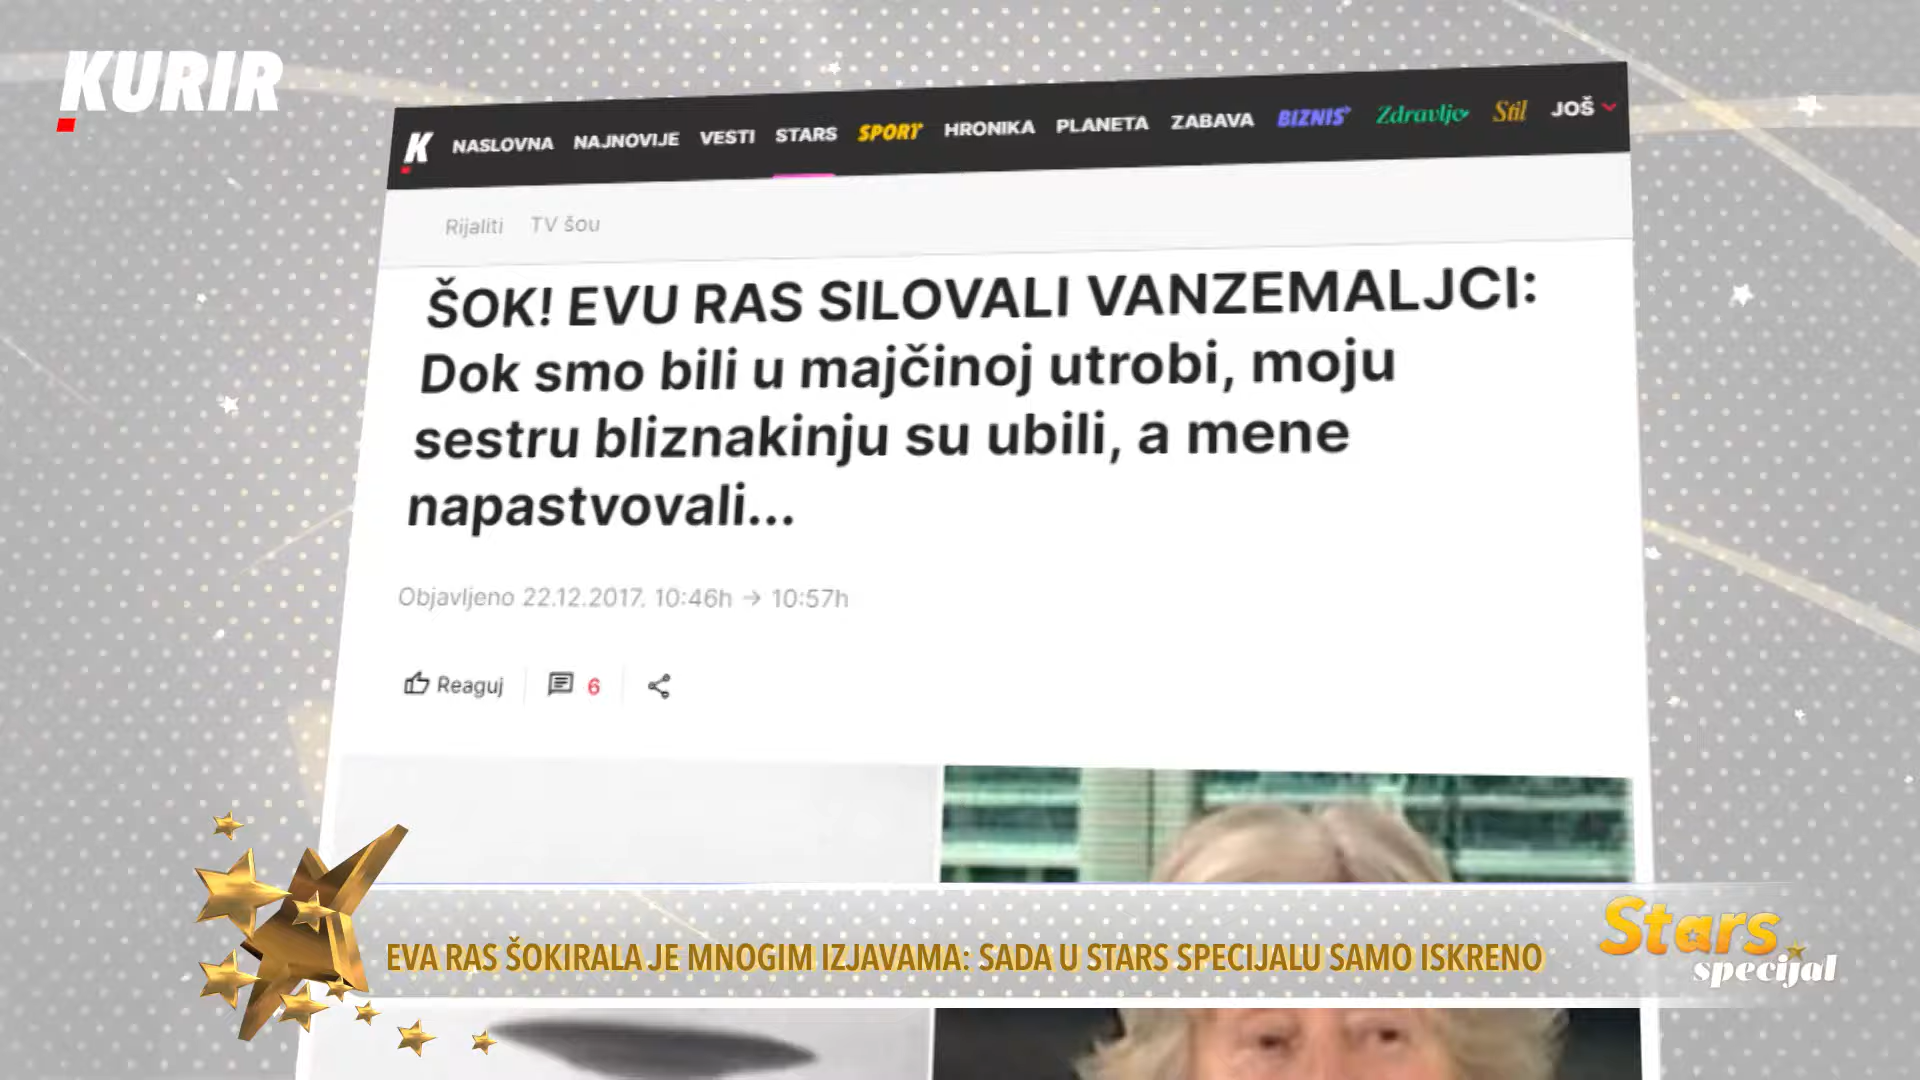 KURIR
K NASLOVNA NAJNOVIJE VESTI STARS SPORT HRONIKA PLANETA ZABAVA BIZNIS Zdravlje Stil JOŠ
Rijaliti TV šou
ŠOK! EVU RAS SILOVALI VANZEMALJCI:
Dok smo bili u majčinoj utrobi, moju
sestru bliznakinju su ubili, a mene
napastvovali...
Objavljeno 22.12.2017. 10:46h → 10:57h
Reaguj 6
EVA RAS ŠOKIRALA JE MNOGIM IZJAVAMA: SADA U STARS SPECIJALU SAMO ISKRENO
Stars
specijal